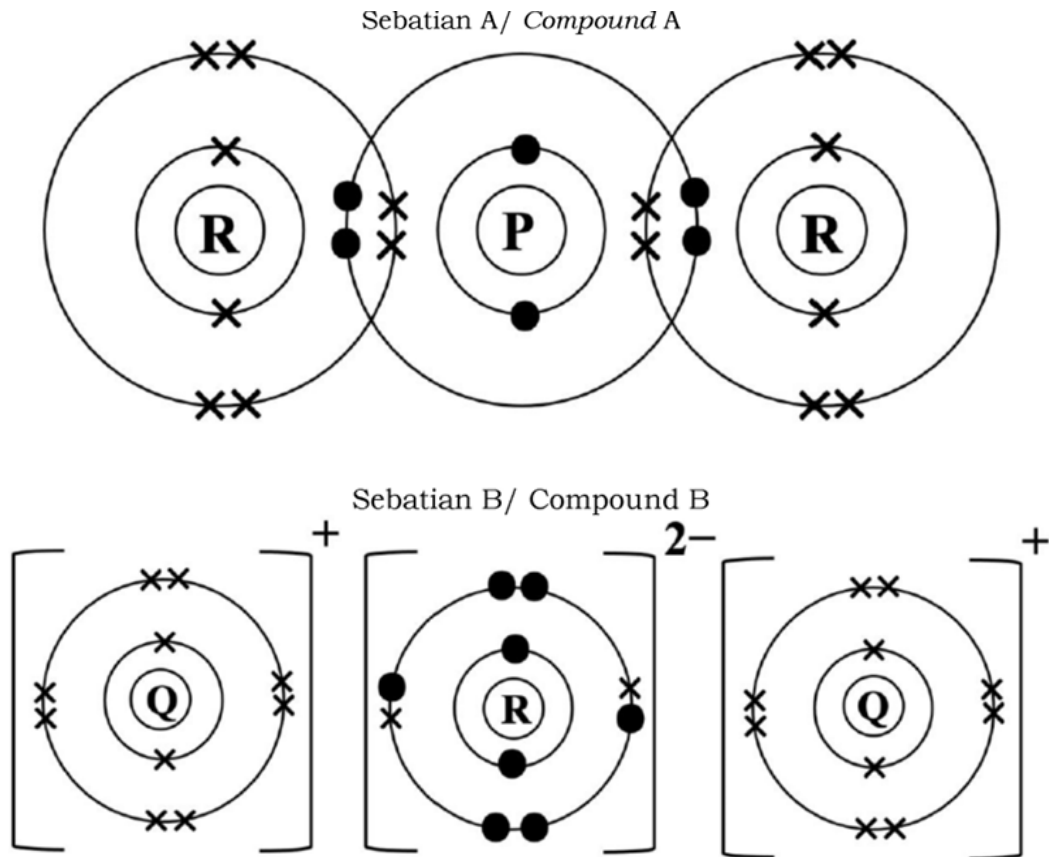 Sebatian A/ Compound A
R P R
Sebatian B/ Compound B
+ 2− +
Q R Q